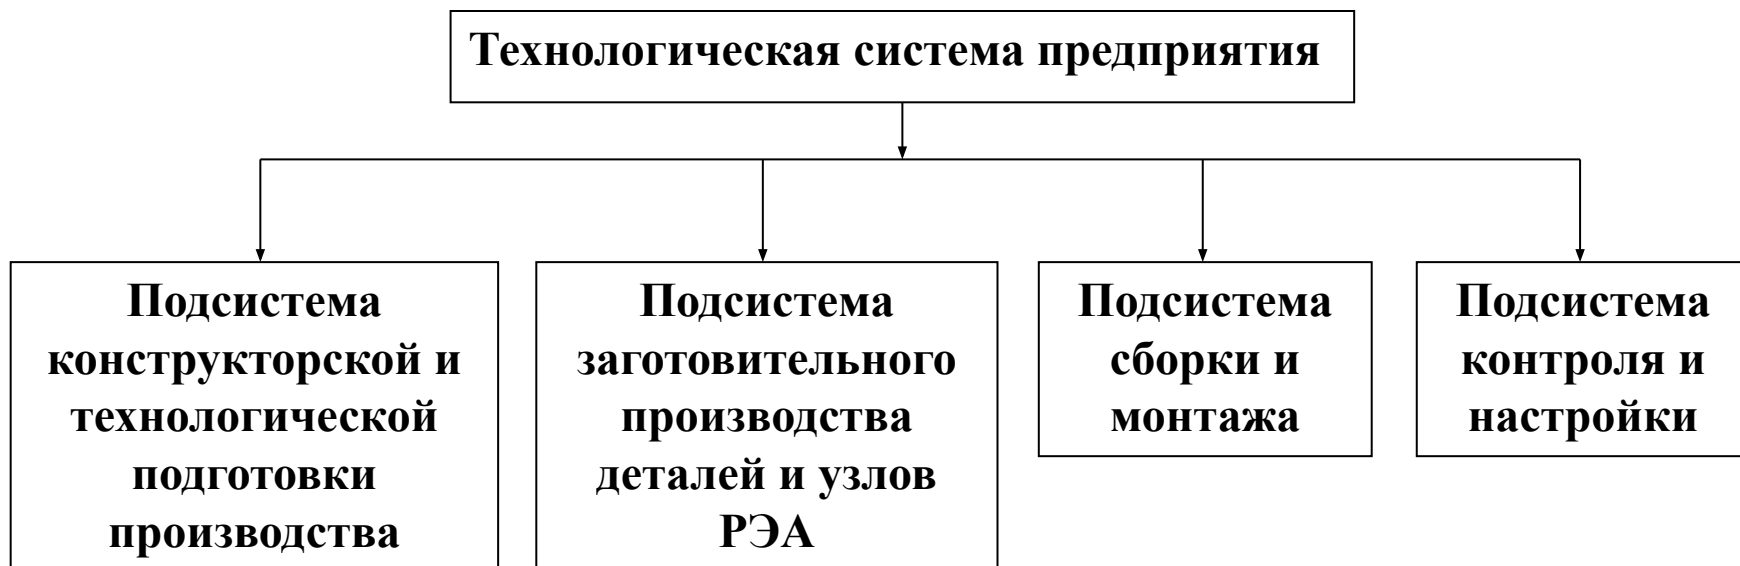 Технологическая система предприятия
Подсистема
конструкторской и
технологической
подготовки
производства
Подсистема
заготовительного
производства
деталей и узлов
РЭА
Подсистема
сборки и
монтажа
Подсистема
контроля и
настройки